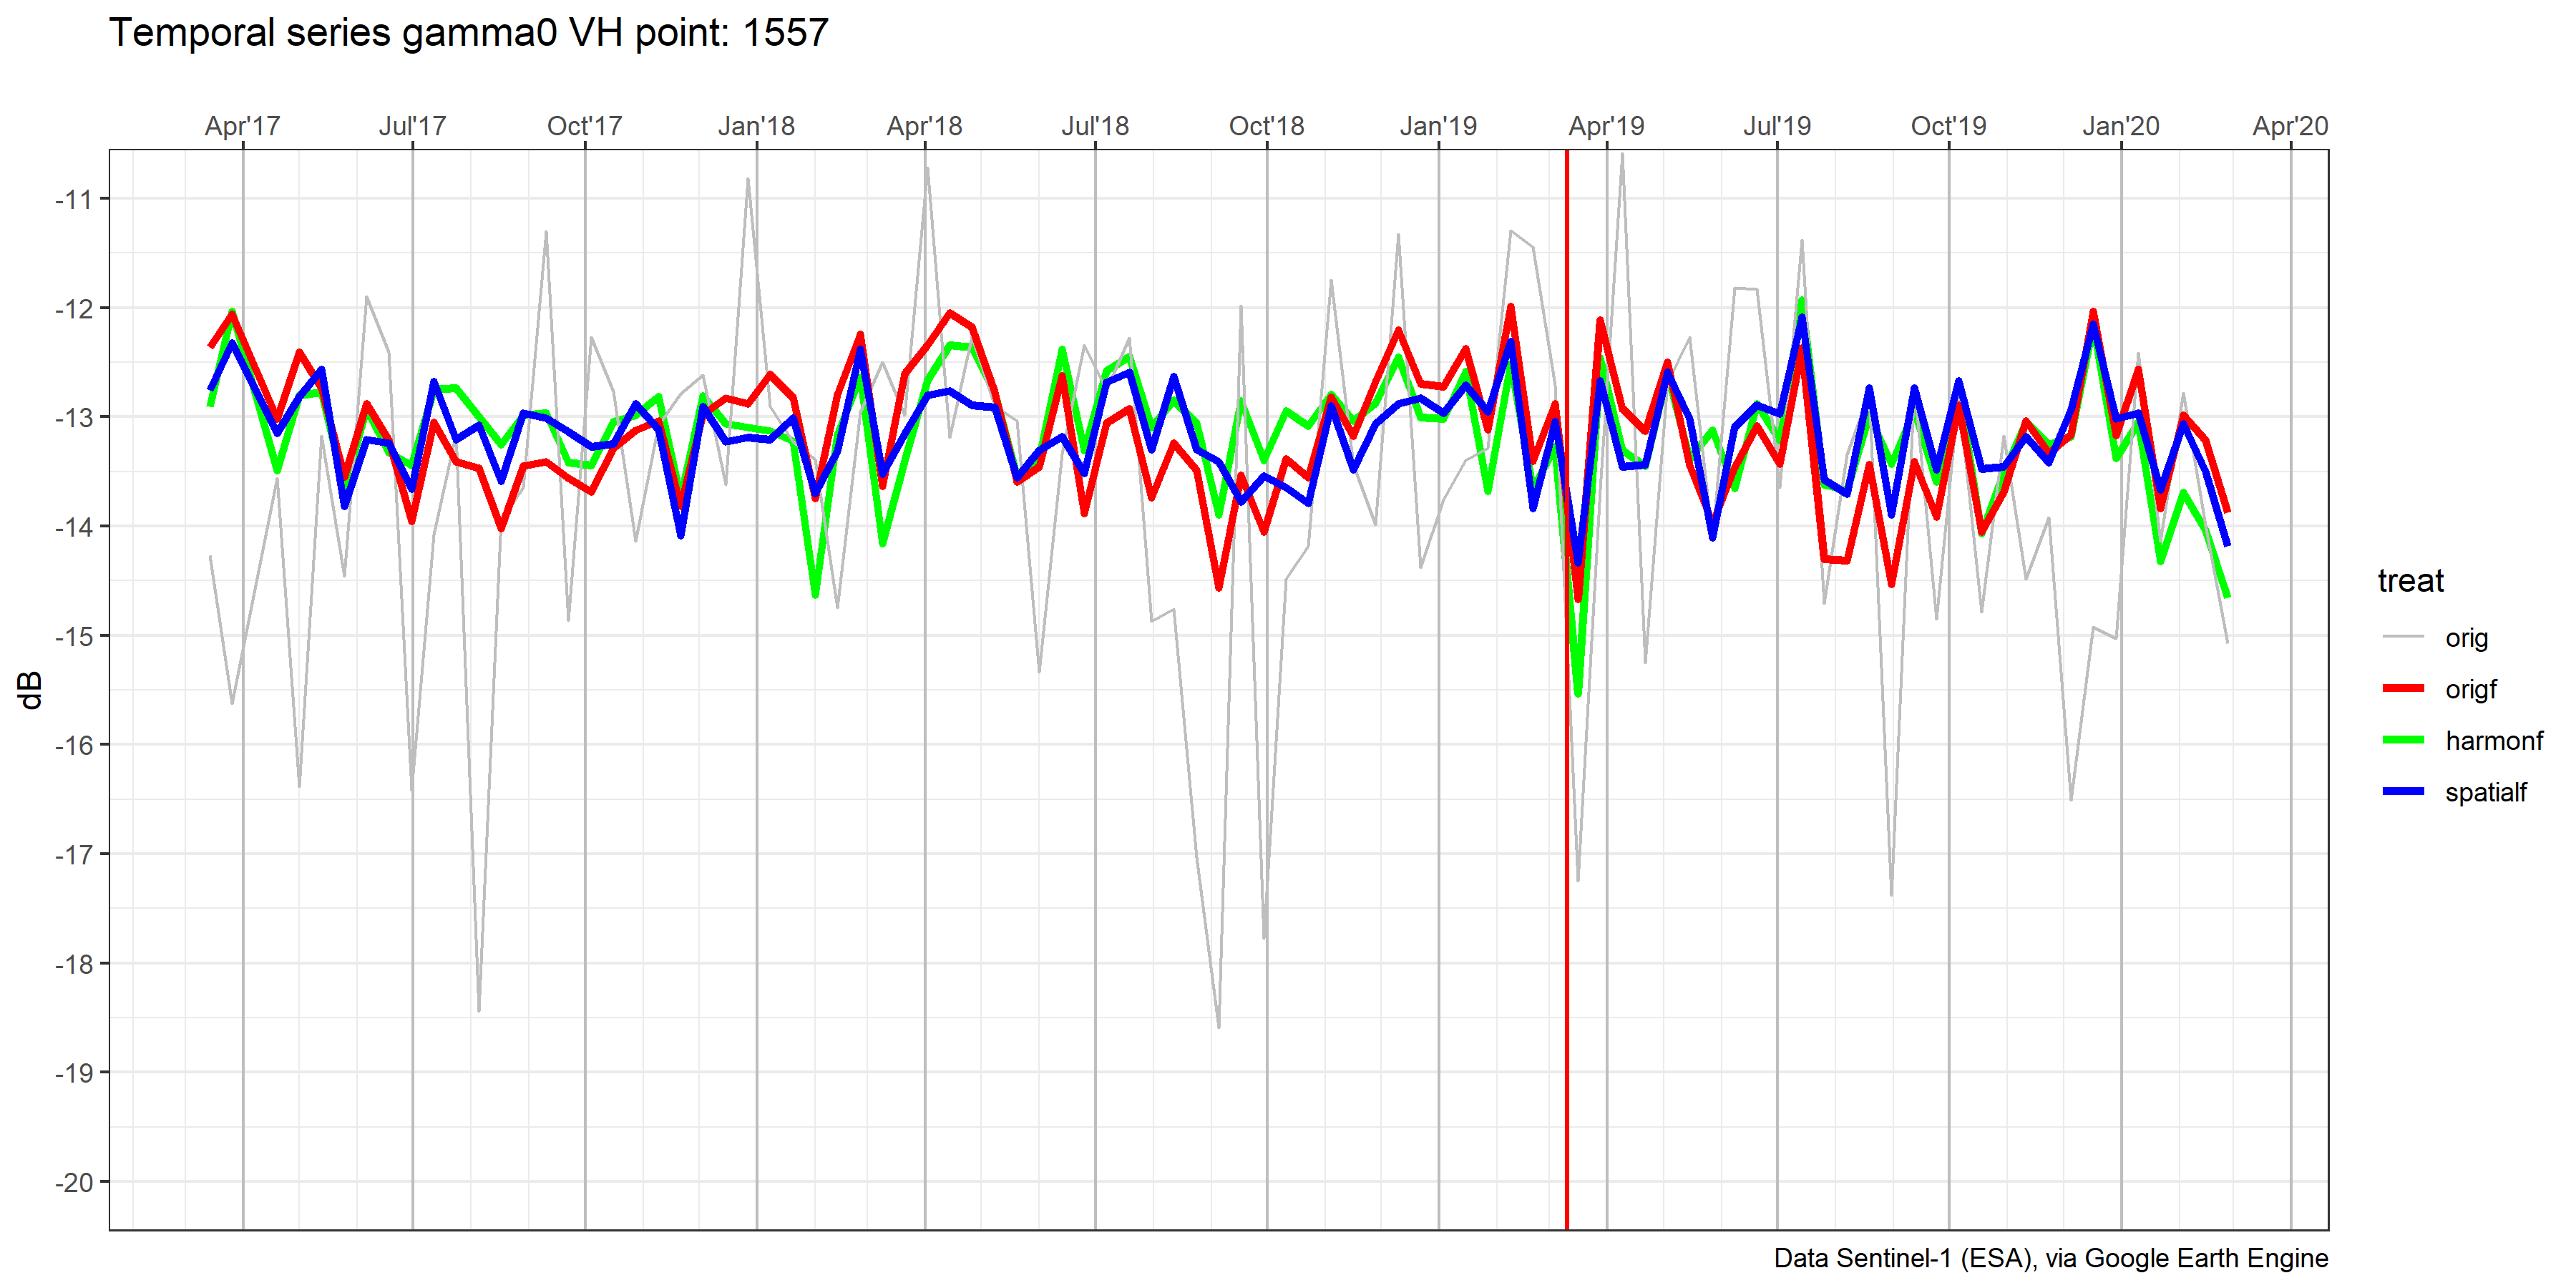 Temporal series gamma0 VH point: 1557
Apr'17 Jul'17 Oct'17 Jan'18 Apr'18 Jul'18 Oct'18 Jan'19 Apr'19 Jul'19 Oct'19 Jan'20 Apr'20
-11
-12
-13
-14
-15
-16
-17
-18
-19
-20
dB
treat
orig
origf
harmonf
spatialf
Data Sentinel-1 (ESA), via Google Earth Engine